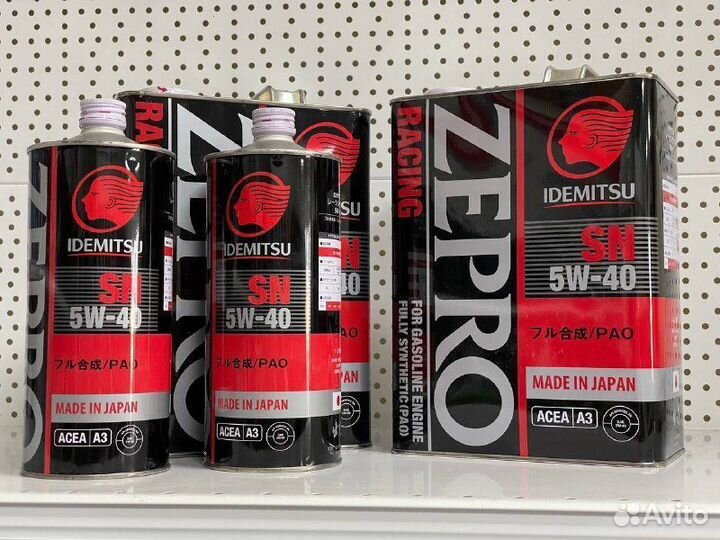 ZEPRO
IDEMITSU
SN
5W-40
フル合成/PAO
MADE IN JAPAN
ACEA A3
RACING
ZEPRO
IDEMITSU
SN
5W-40
フル合成/PAO
MADE IN JAPAN
ACEA A3
RACING
ZEPRO
FOR GASOLINE ENGINE
FULLY SYNTHETIC (PAO)
IDEMITSU
SN
5W-40
フル合成/PAO
MADE IN JAPAN
ACEA A3
Avito